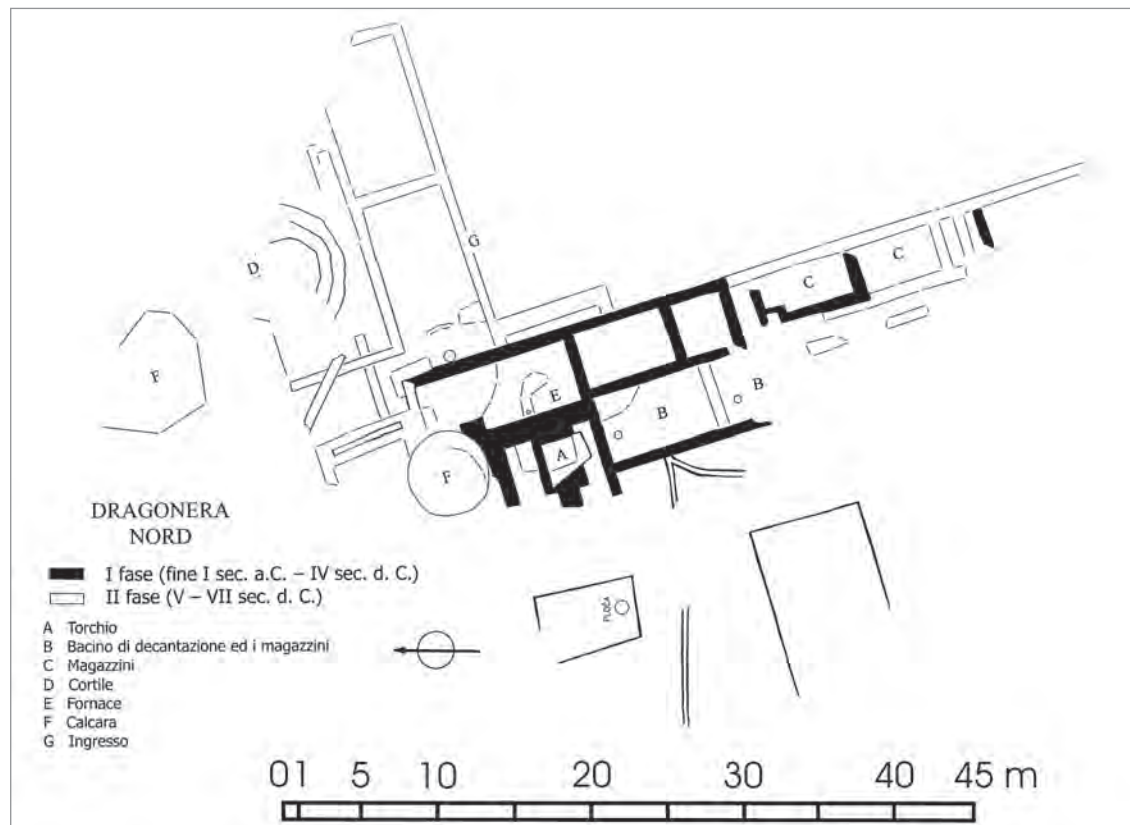 G
D
C
C
F
E
B
B
A
F
DRAGONERA
NORD
I fase (fine I sec. a.C. – IV sec. d. C.)
II fase (V – VII sec. d. C.)
A Torchio
B Bacino di decantazione ed i magazzini
C Magazzini
D Cortile
E Fornace
F Calcara
G Ingresso
01 5 10 20 30 40 45 m